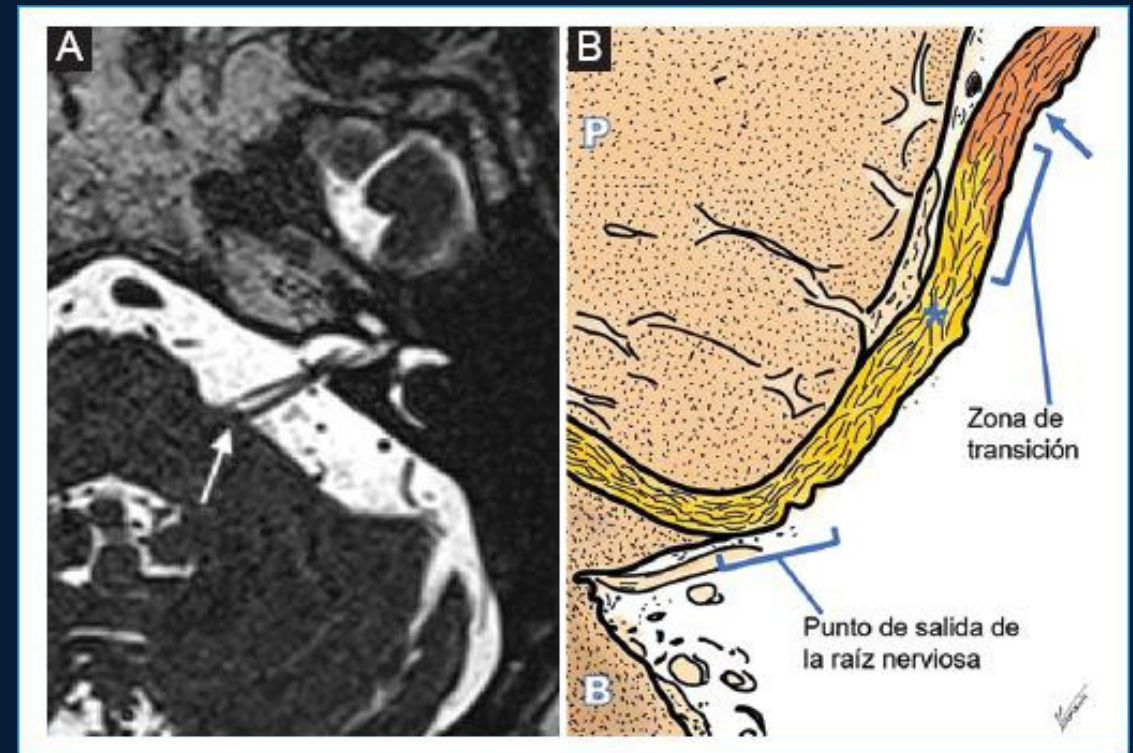 A
B
P
Zona de
transición
Punto de salida de
la raíz nerviosa
B